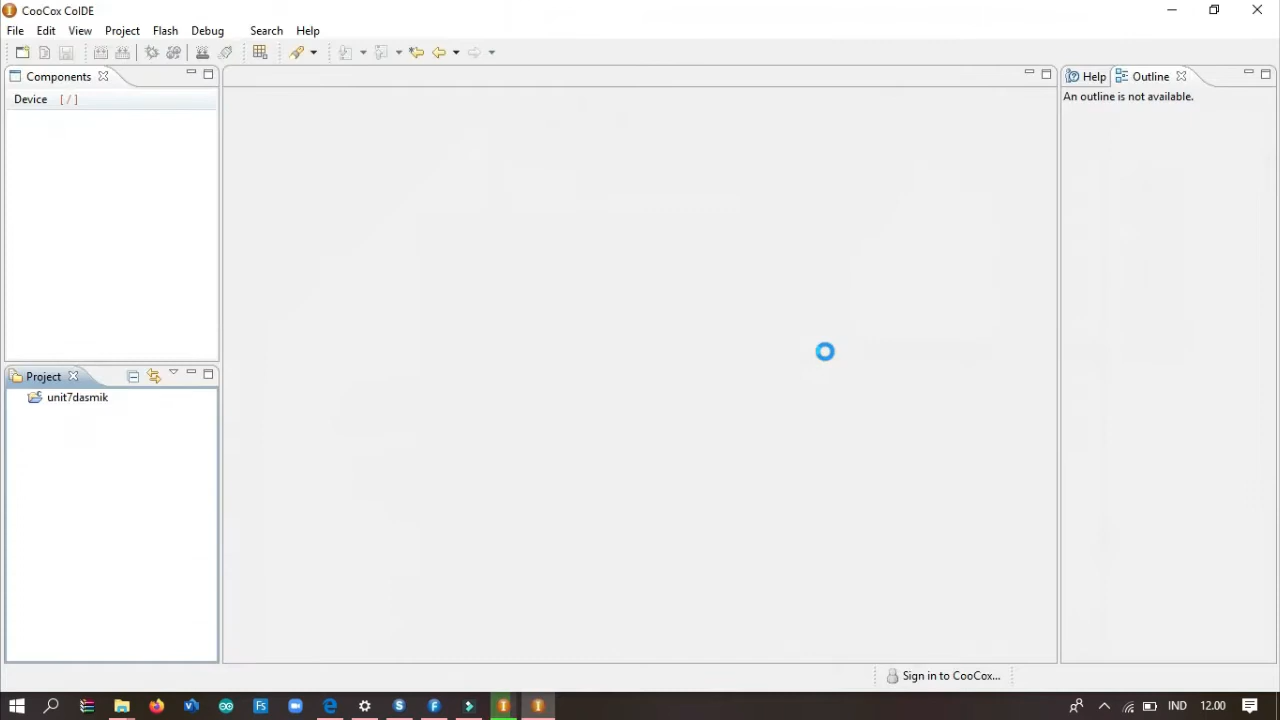 CooCox CoIDE
File Edit View Project Flash Debug Search Help
Components
Device [ / ]
Project
unit7dasmik
Help Outline
An outline is not available.
Sign in to CooCox...
IND 12.00